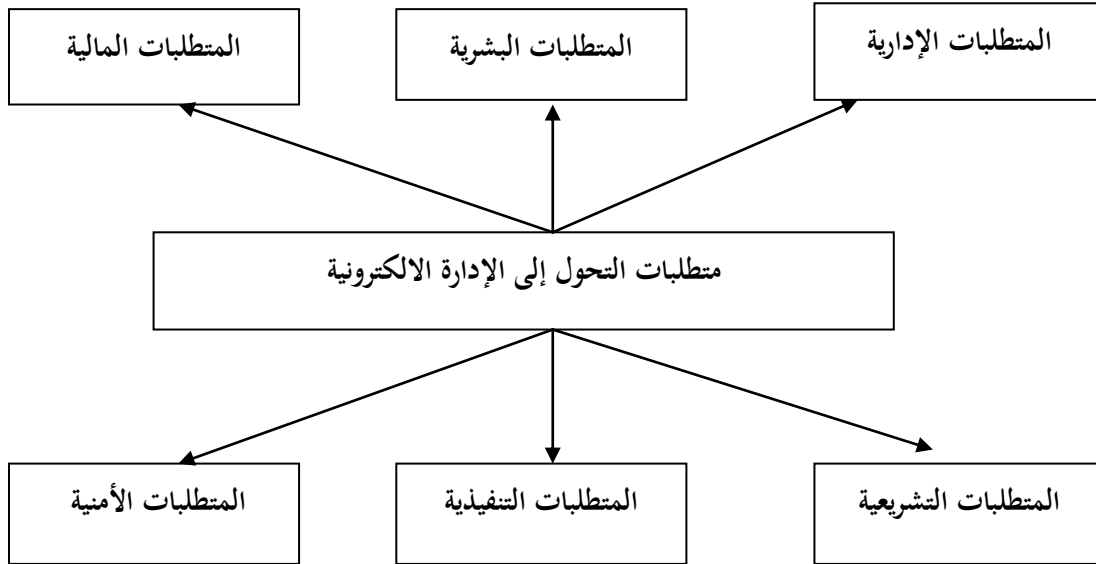 المتطلبات الإدارية
المتطلبات البشرية
المتطلبات المالية
متطلبات التحول إلى الإدارة الالكترونية
المتطلبات التشريعية
المتطلبات التنفيذية
المتطلبات الأمنية